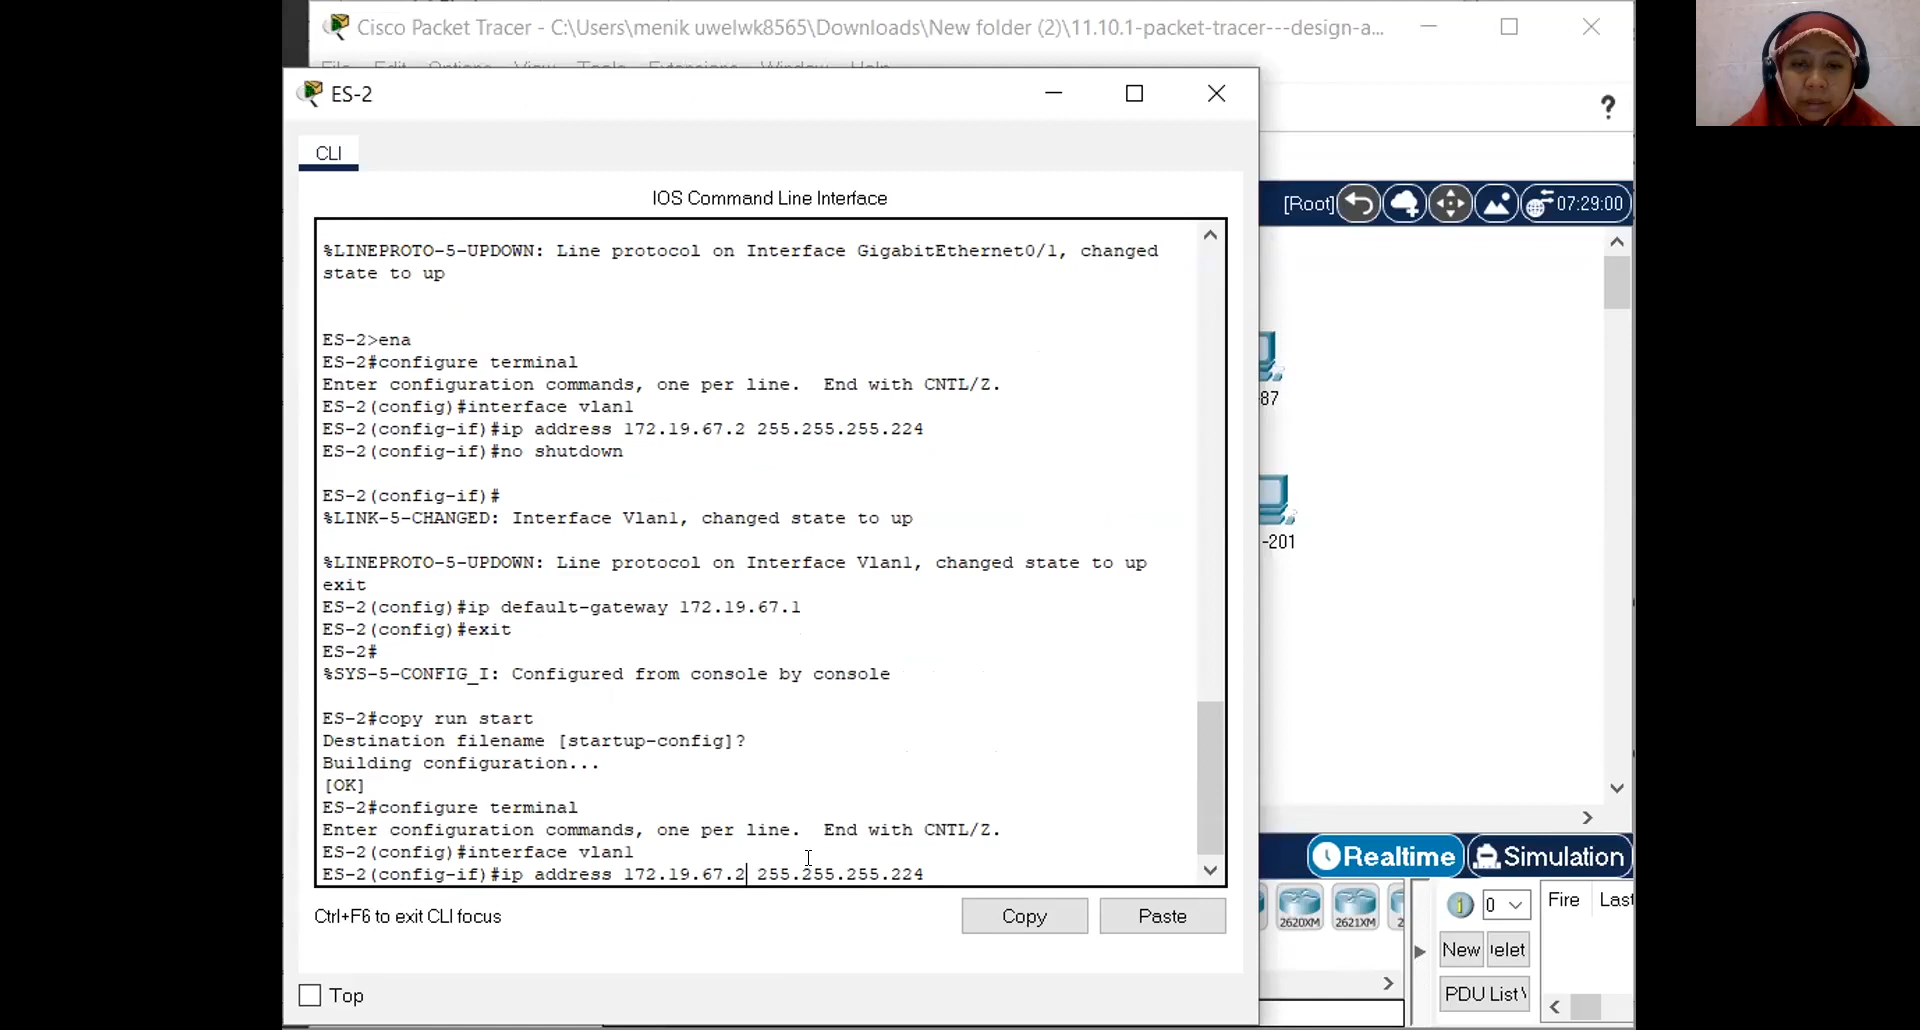 Cisco Packet Tracer - C:\Users\menik uwelwk8565\Downloads\New folder (2)\11.10.1-packet-tracer---design-a...
File Edit Options View Tools Extensions Window Help
ES-2
?
CLI
IOS Command Line Interface
[Root]
07:29:00
%LINEPROTO-5-UPDOWN: Line protocol on Interface GigabitEthernet0/1, changed
state to up
ES-2>ena
ES-2#configure terminal
Enter configuration commands, one per line.  End with CNTL/Z.
ES-2(config)#interface vlan1
ES-2(config-if)#ip address 172.19.67.2 255.255.255.224
ES-2(config-if)#no shutdown
ES-2(config-if)#
%LINK-5-CHANGED: Interface Vlan1, changed state to up
%LINEPROTO-5-UPDOWN: Line protocol on Interface Vlan1, changed state to up
exit
ES-2(config)#ip default-gateway 172.19.67.1
ES-2(config)#exit
ES-2#
%SYS-5-CONFIG_I: Configured from console by console
ES-2#copy run start
Destination filename [startup-config]?
Building configuration...
[OK]
ES-2#configure terminal
Enter configuration commands, one per line.  End with CNTL/Z.
ES-2(config)#interface vlan1
ES-2(config-if)#ip address 172.19.67.2 255.255.255.224
Ctrl+F6 to exit CLI focus
Copy
Paste
Top
-87
-201
Realtime
Simulation
2620XM
2621XM
0
Fire
Last
New
elet
PDU List